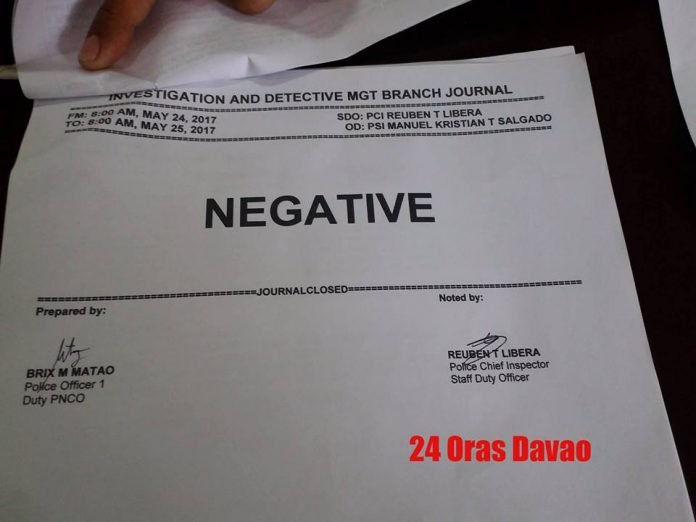 INVESTIGATION AND DETECTIVE MGT BRANCH JOURNAL
FM: 8:00 AM, MAY 24, 2017
TO: 8:00 AM, MAY 25, 2017
SDO: PCI REUBEN T LIBERA
OD: PSI MANUEL KRISTIAN T SALGADO
NEGATIVE
JOURNALCLOSED
Prepared by:
Noted by:
BRIX M MATAO
Police Officer 1
Duty PNCO
REUBEN T LIBERA
Police Chief Inspector
Staff Duty Officer
24 Oras Davao